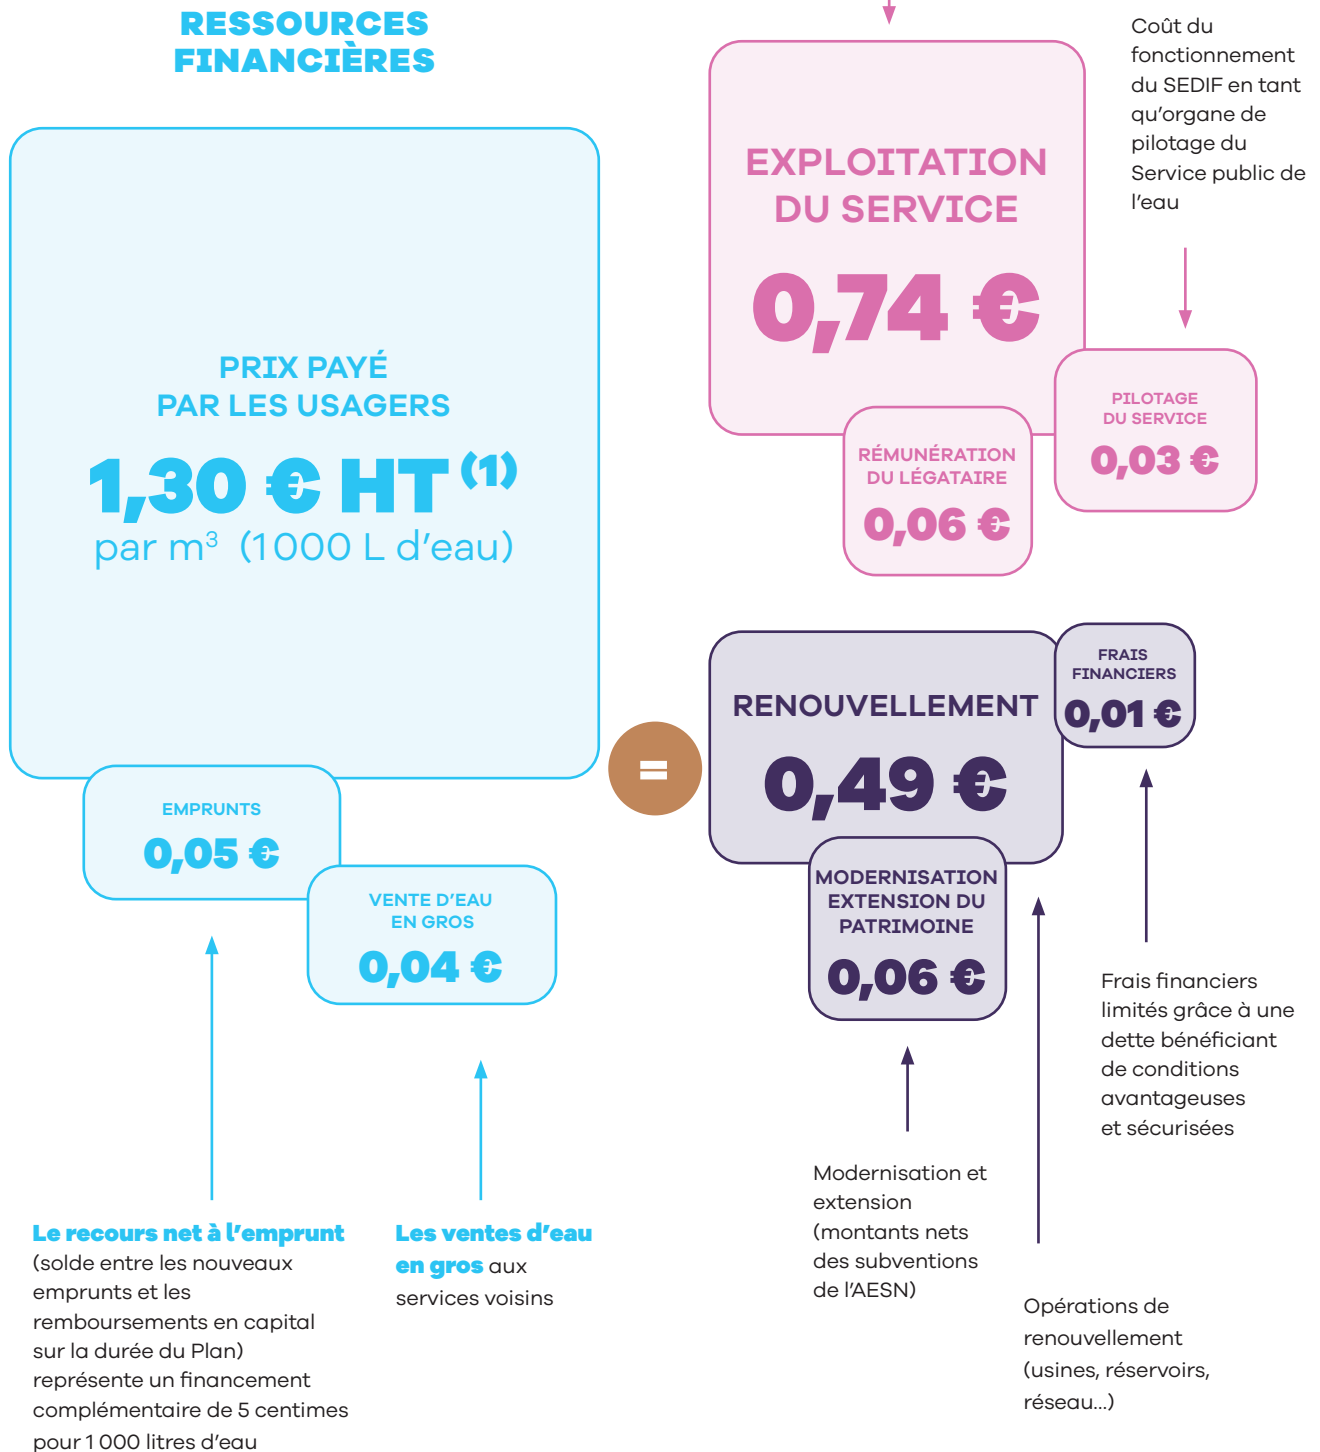 RESSOURCES
FINANCIÈRES
PRIX PAYÉ
PAR LES USAGERS
1,30 € HT (1)
par m³ (1000 L d'eau)
EMPRUNTS
0,05 €
VENTE D'EAU
EN GROS
0,04 €
Le recours net à l'emprunt
(solde entre les nouveaux
emprunts et les
remboursements en capital
sur la durée du Plan)
représente un financement
complémentaire de 5 centimes
pour 1 000 litres d'eau
Les ventes d'eau
en gros aux
services voisins
=
EXPLOITATION
DU SERVICE
0,74 €
Coût du
fonctionnement
du SEDIF en tant
qu'organe de
pilotage du
Service public de
l'eau
PILOTAGE
DU SERVICE
0,03 €
RÉMUNÉRATION
DU LÉGATAIRE
0,06 €
RENOUVELLEMENT
0,49 €
FRAIS
FINANCIERS
0,01 €
MODERNISATION
EXTENSION DU
PATRIMOINE
0,06 €
Frais financiers
limités grâce à une
dette bénéficiant
de conditions
avantageuses
et sécurisées
Modernisation et
extension
(montants nets
des subventions
de l'AESN)
Opérations de
renouvellement
(usines, réservoirs,
réseau...)